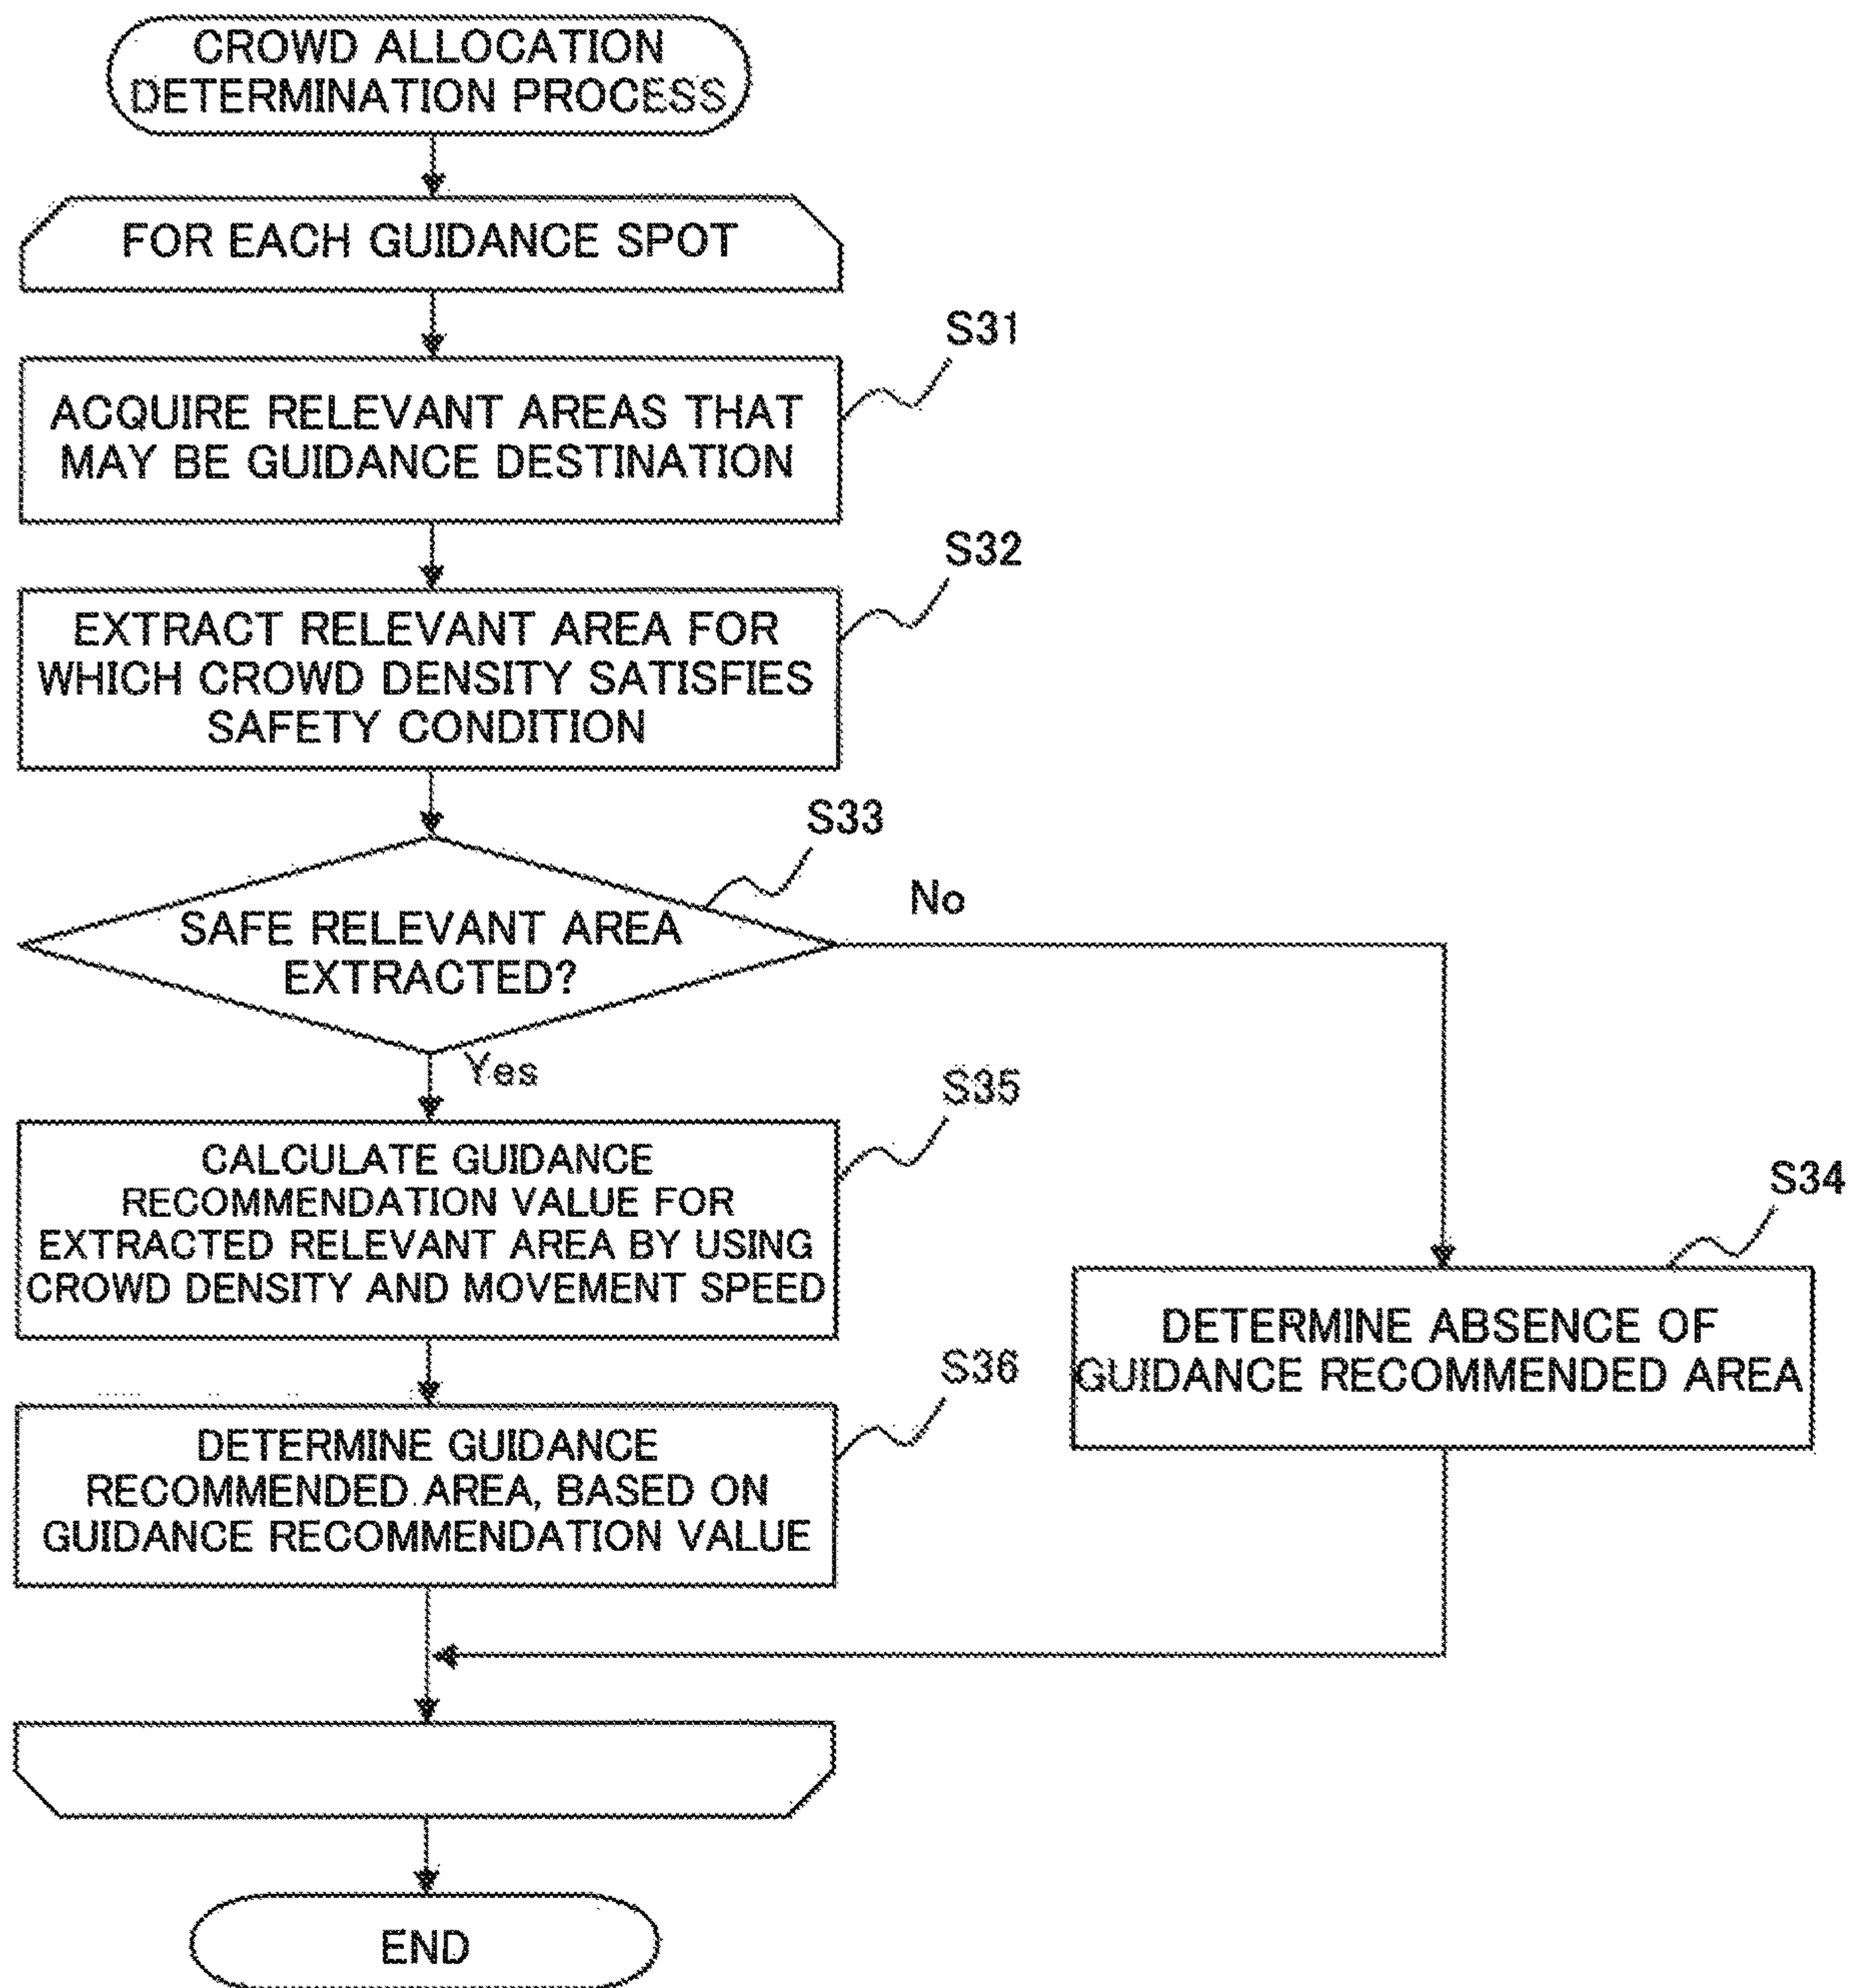 CROWD ALLOCATION
DETERMINATION PROCESS
FOR EACH GUIDANCE SPOT
S31
ACQUIRE RELEVANT AREAS THAT
MAY BE GUIDANCE DESTINATION
S32
EXTRACT RELEVANT AREA FOR
WHICH CROWD DENSITY SATISFIES
SAFETY CONDITION
S33
SAFE RELEVANT AREA
EXTRACTED?
No
Yes
S35
CALCULATE GUIDANCE
RECOMMENDATION VALUE FOR
EXTRACTED RELEVANT AREA BY USING
CROWD DENSITY AND MOVEMENT SPEED
S34
DETERMINE ABSENCE OF
GUIDANCE RECOMMENDED AREA
S36
DETERMINE GUIDANCE
RECOMMENDED AREA, BASED ON
GUIDANCE RECOMMENDATION VALUE
END